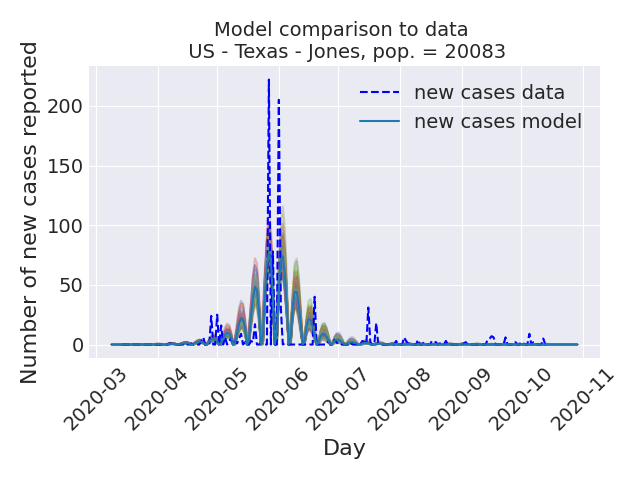 Model comparison to data
US - Texas - Jones, pop. = 20083
Number of new cases reported
200
150
100
50
0
new cases data
new cases model
2020-03
2020-04
2020-05
2020-06
2020-07
2020-08
2020-09
2020-10
2020-11
Day